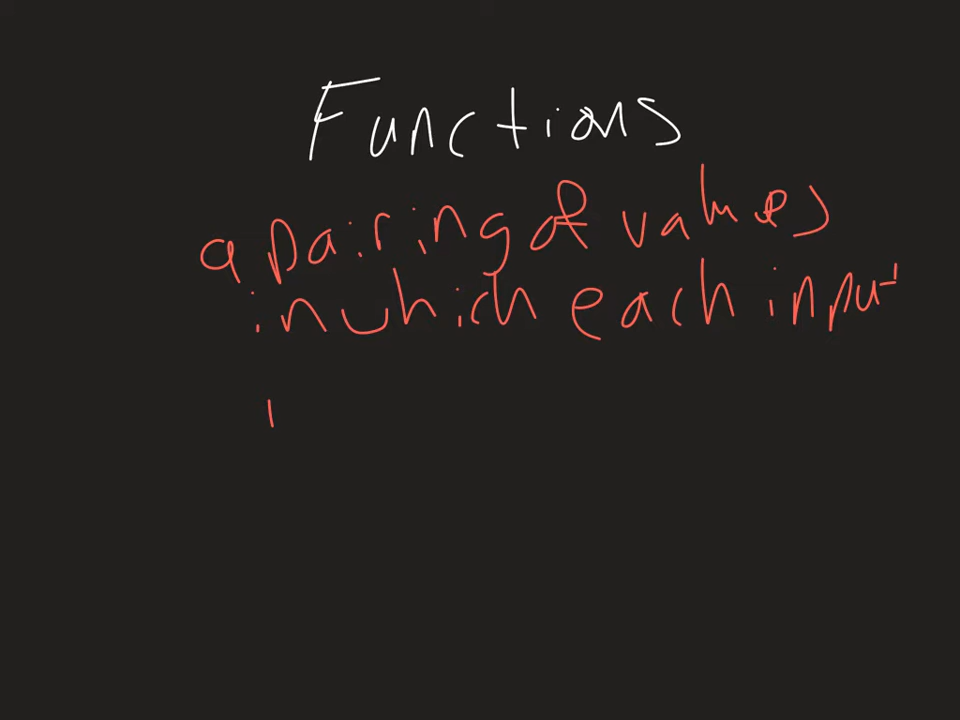 Functions
a pairing of values
in which each input